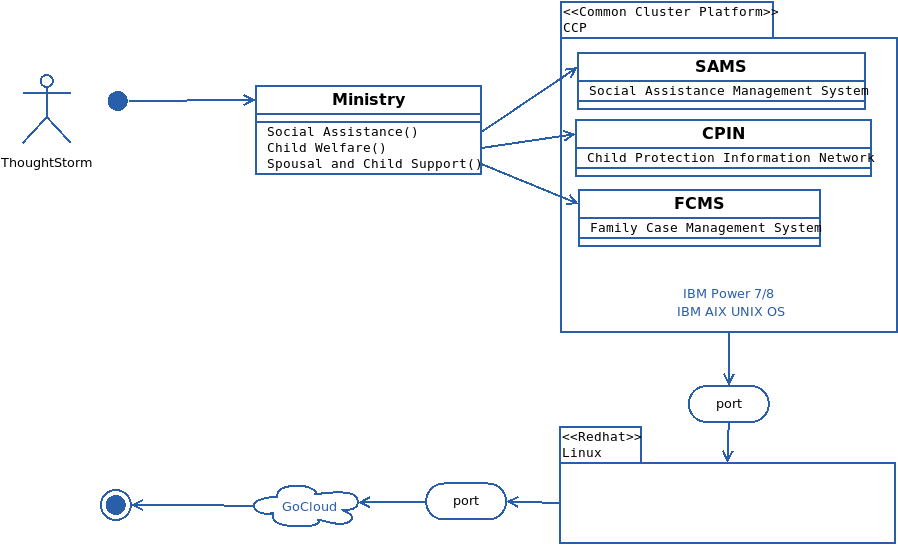 <<Common Cluster Platform>>
CCP
SAMS
Social Assistance Management System
Ministry
CPIN
Social Assistance()
Child Welfare()
Child Protection Information Network
Spousal and Child Support()
ThoughtStorm
FCMS
Family Case Management System
IBM Power 7/8
IBM AIX UNIX OS
port
<<Redhat>>
Linux
port
GoCloud